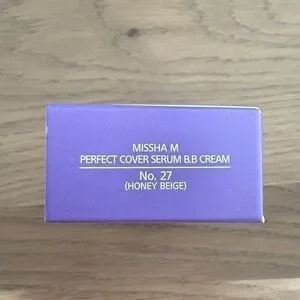 MISSHA M
PERFECT COVER SERUM B.B CREAM
No. 27
(HONEY BEIGE)